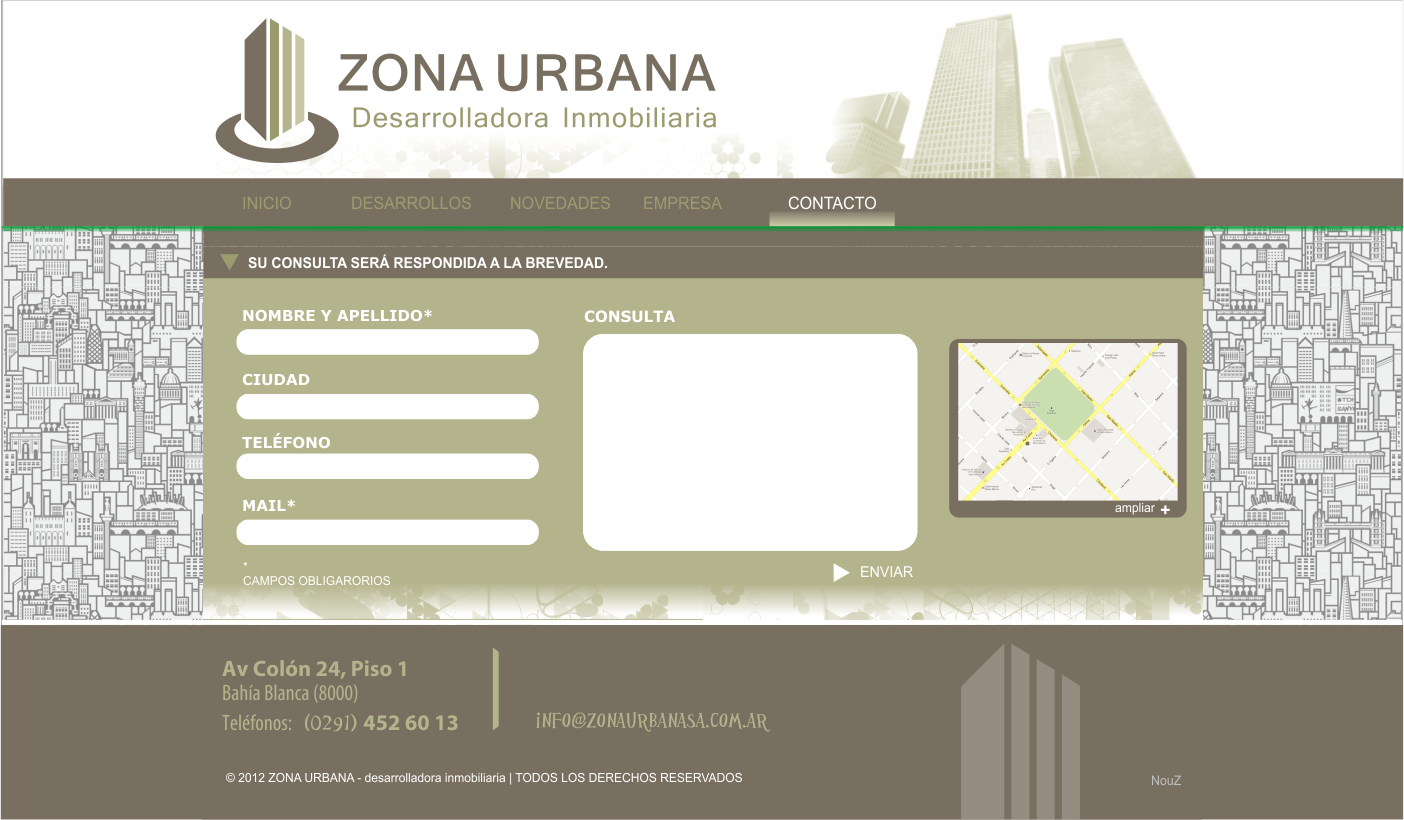 ZONA URBANA
Desarrolladora Inmobiliaria
INICIO DESARROLLOS NOVEDADES EMPRESA CONTACTO
SU CONSULTA SERÁ RESPONDIDA A LA BREVEDAD.
NOMBRE Y APELLIDO*
CIUDAD
TELÉFONO
MAIL*
*
CAMPOS OBLIGARORIOS
CONSULTA
ENVIAR
ampliar +
Av Colón 24, Piso 1
Bahía Blanca (8000)
Teléfonos: (0291) 452 60 13
iNFO@ZONAURBANASA.COM.AR
© 2012 ZONA URBANA - desarrolladora inmobiliaria | TODOS LOS DERECHOS RESERVADOS
NouZ